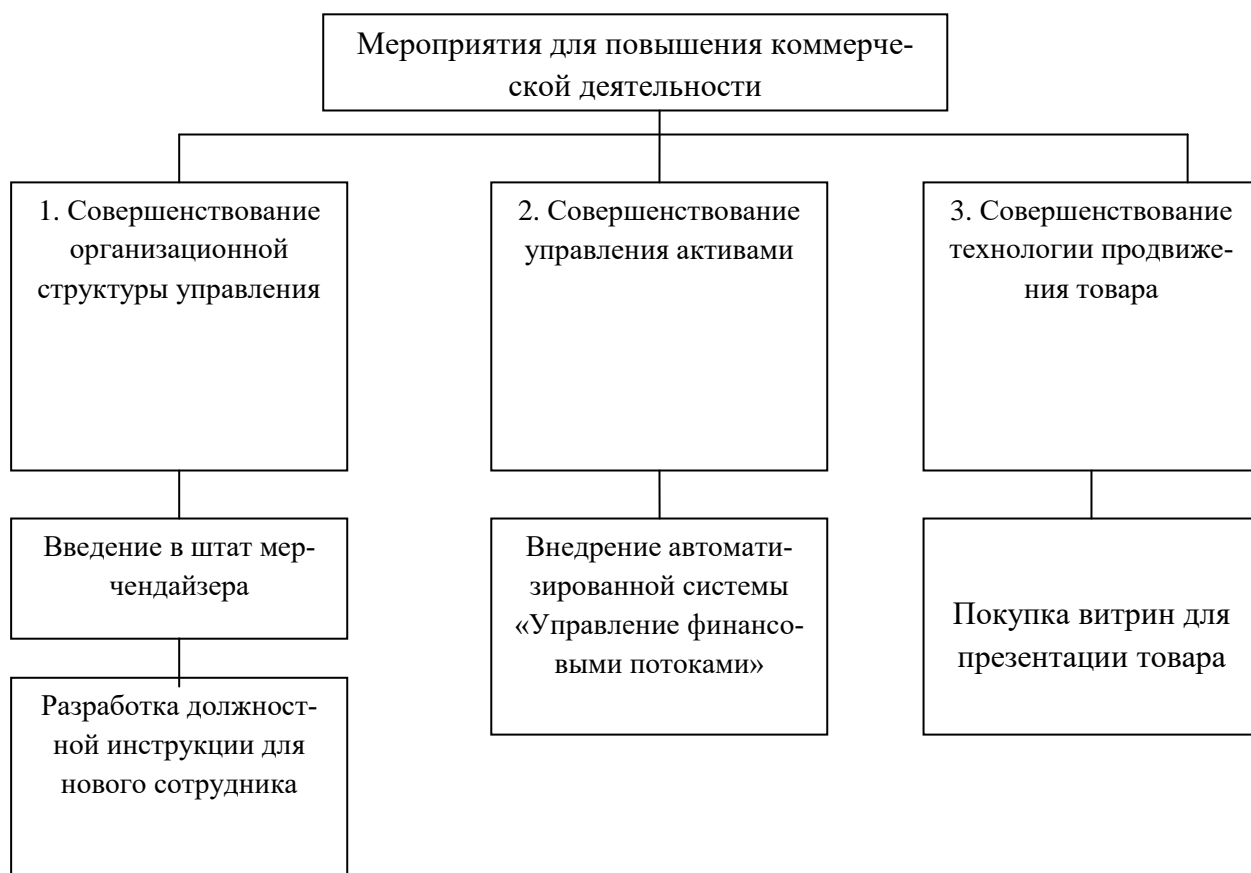 Мероприятия для повышения коммерче-
ской деятельности
1. Совершенствование
организационной
структуры управления
2. Совершенствование
управления активами
3. Совершенствование
технологии продвиже-
ния товара
Введение в штат мер-
чендайзера
Внедрение автомати-
зированной системы
«Управление финансо-
выми потоками»
Покупка витрин для
презентации товара
Разработка должност-
ной инструкции для
нового сотрудника